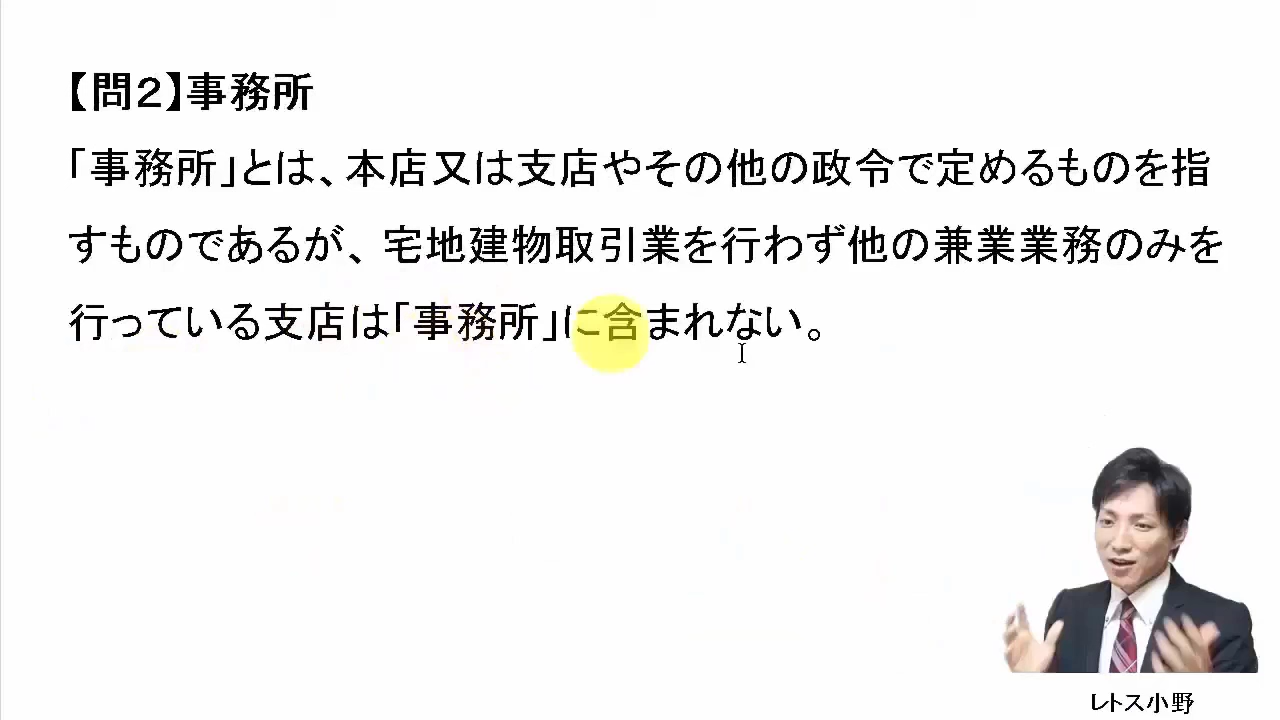 【問２】事務所
「事務所」とは、本店又は支店やその他の政令で定めるものを指
すものであるが、宅地建物取引業を行わず他の兼業業務のみを
行っている支店は「事務所」に含まれない。
レトス小野